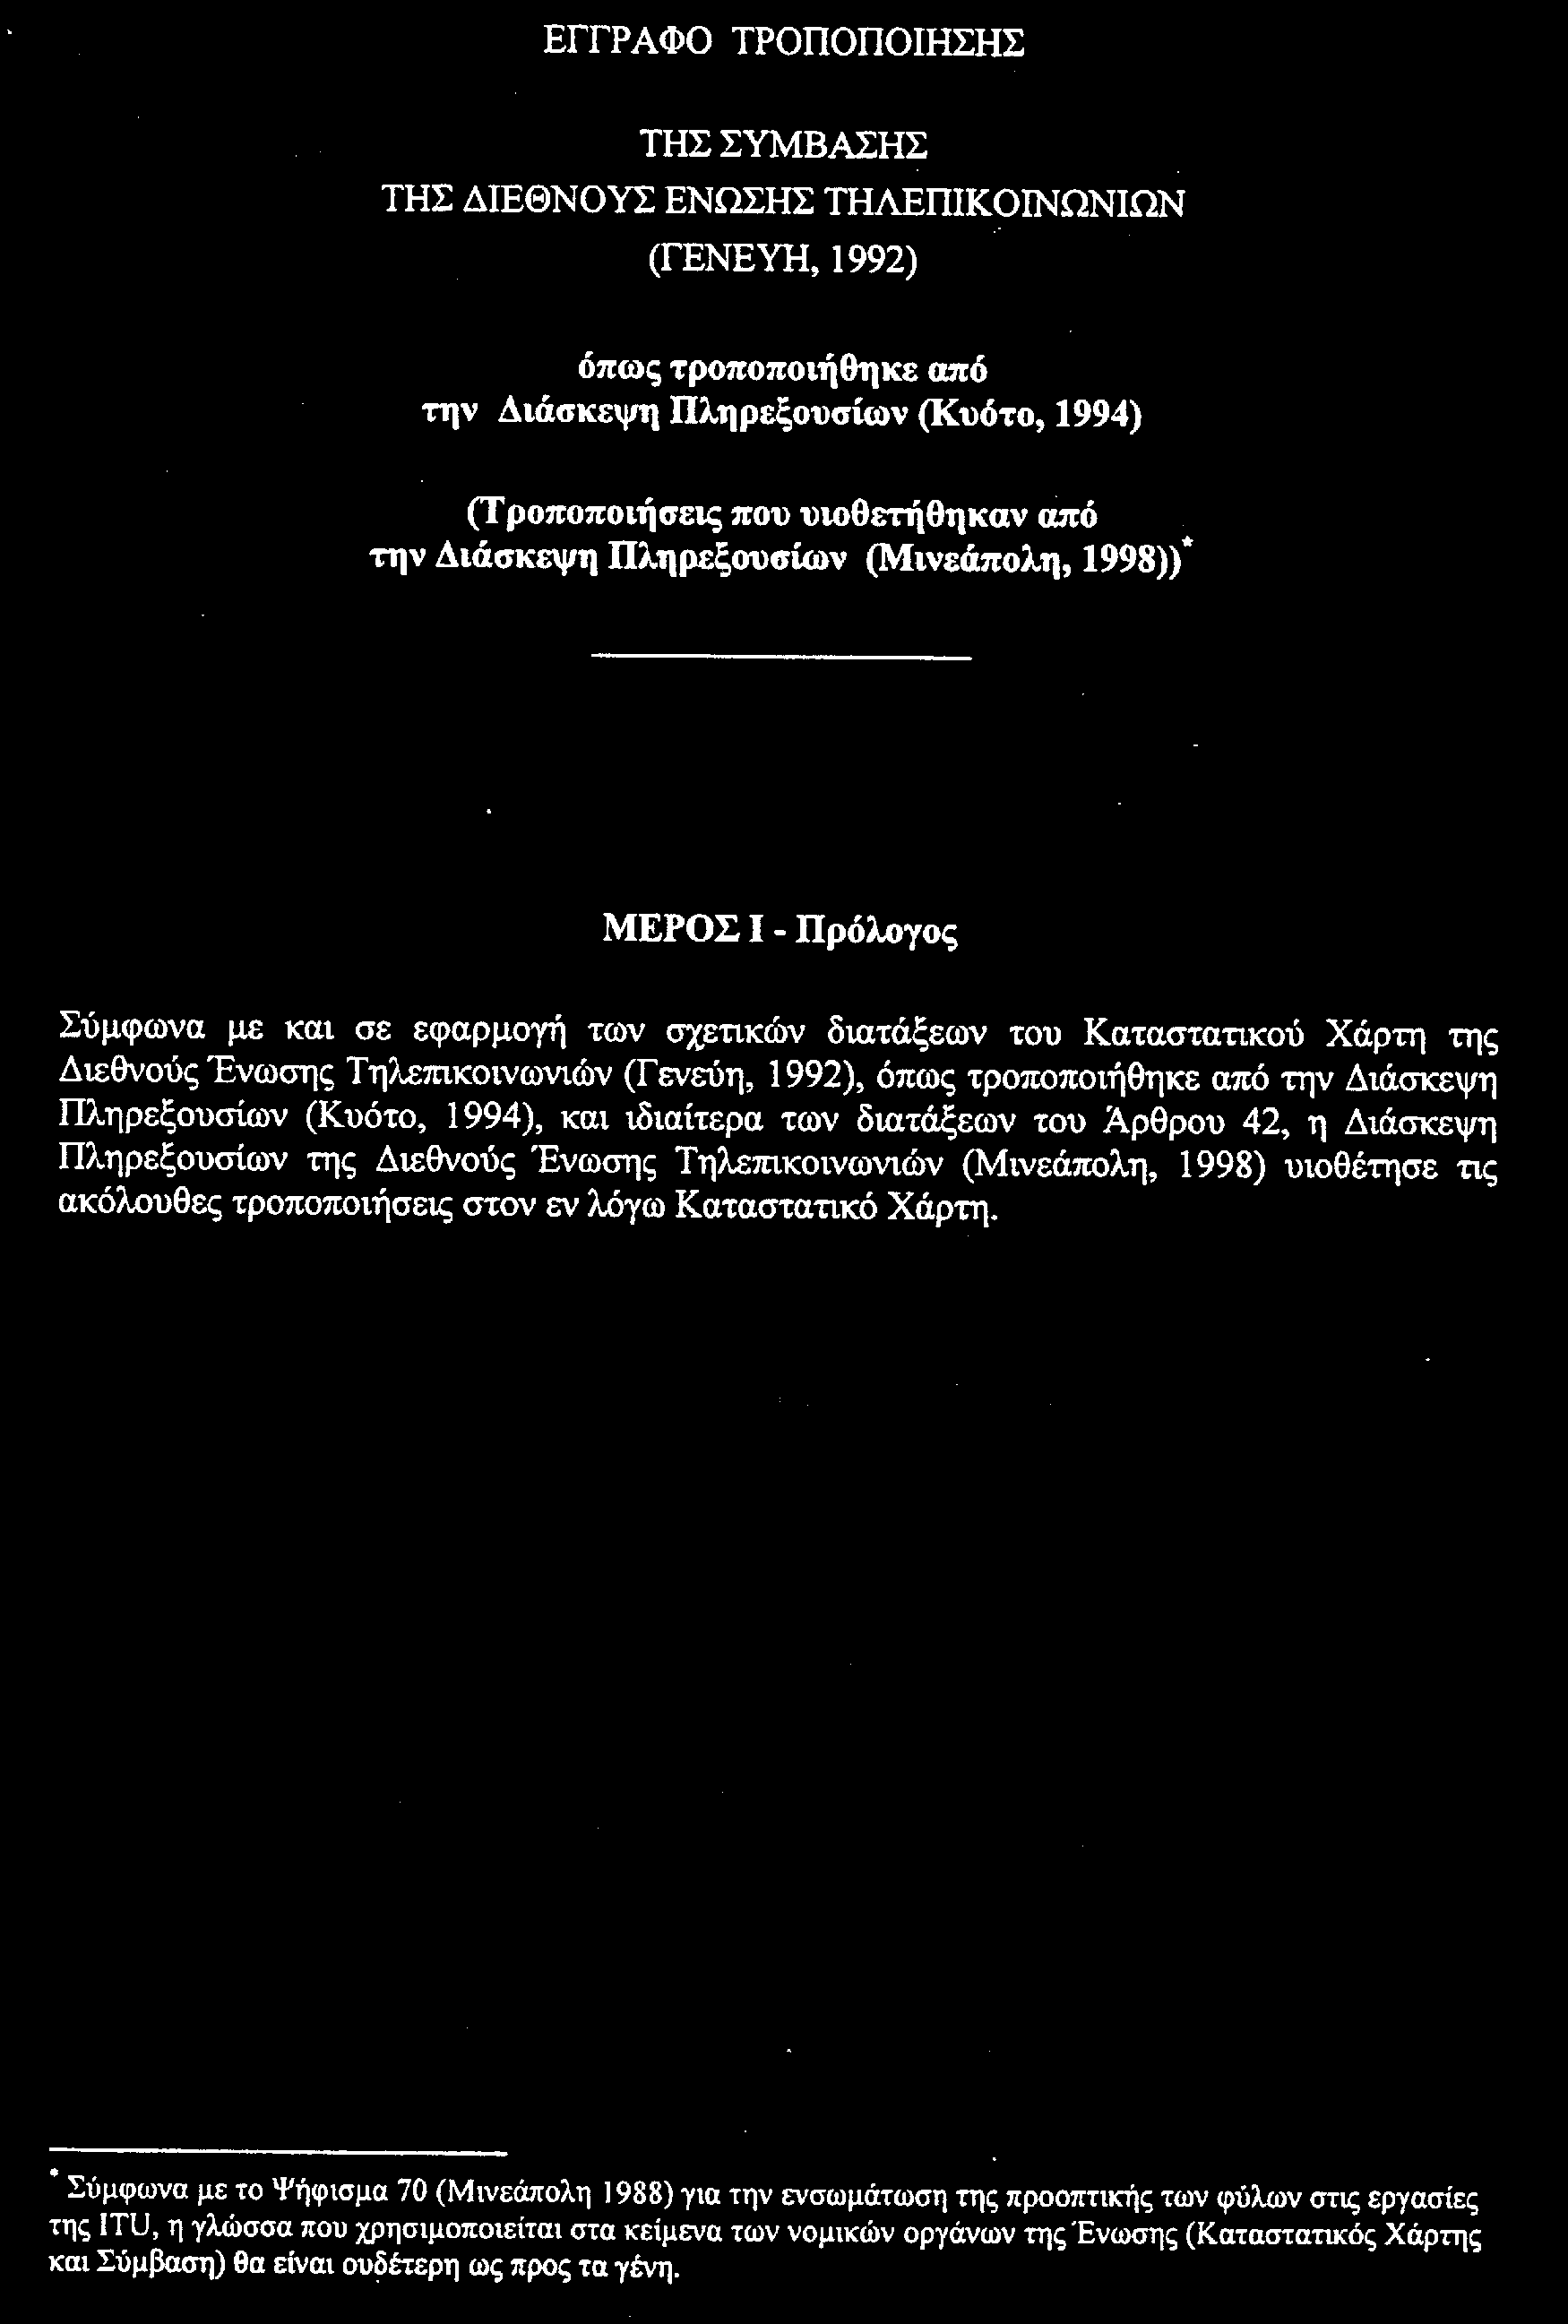 ΕΓΓΡΑΦΟ ΤΡΟΠΟΠΟΙΗΣΗΣ
ΤΗΣ ΣΥΜΒΑΣΗΣ
ΤΗΣ ΔΙΕΘΝΟΥΣ ΕΝΩΣΗΣ ΤΗΛΕΠΙΚΟΙΝΩΝΙΩΝ
(ΓΕΝΕΥΗ, 1992)
όπως τροποποιήθηκε από
την Διάσκεψη Πληρεξουσίων (Κυότο, 1994)
(Τροποποιήσεις που υιοθετήθηκαν από
την Διάσκεψη Πληρεξουσίων (Μινεάπολη, 1998))*
ΜΕΡΟΣ Ι - Πρόλογος
Σύμφωνα με και σε εφαρμογή των σχετικών διατάξεων του Καταστατικού Χάρτη της
Διεθνούς Ένωσης Τηλεπικοινωνιών (Γενεύη, 1992), όπως τροποποιήθηκε από την Διάσκεψη
Πληρεξουσίων (Κυότο, 1994), και ιδιαίτερα των διατάξεων του Άρθρου 42, η Διάσκεψη
Πληρεξουσίων της Διεθνούς Ένωσης Τηλεπικοινωνιών (Μινεάπολη, 1998) υιοθέτησε τις
ακόλουθες τροποποιήσεις στον εν λόγω Καταστατικό Χάρτη.
* Σύμφωνα με το Ψήφισμα 70 (Μινεάπολη 1988) για την ενσωμάτωση της προοπτικής των φύλων στις εργασίες
της ITU, η γλώσσα που χρησιμοποιείται στα κείμενα των νομικών οργάνων της Ένωσης (Καταστατικός Χάρτης
και Σύμβαση) θα είναι ουδέτερη ως προς τα γένη.